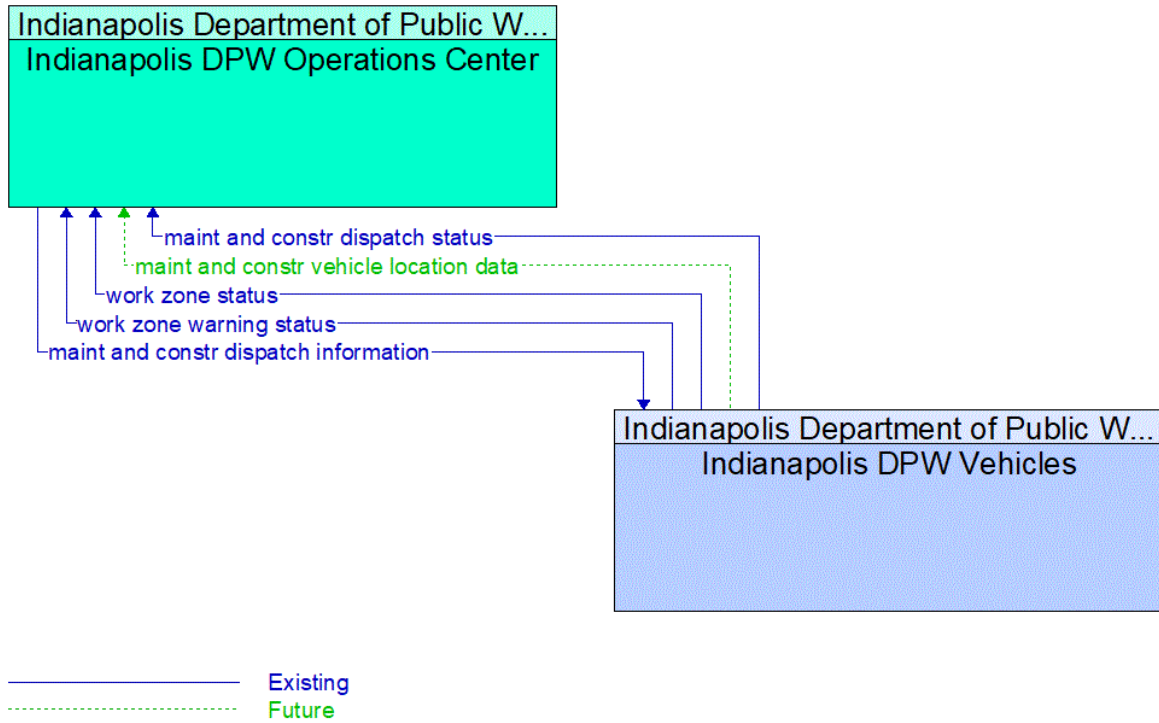 Indianapolis Department of Public W...
Indianapolis DPW Operations Center
maint and constr dispatch status
maint and constr vehicle location data
work zone status
work zone warning status
maint and constr dispatch information
Indianapolis Department of Public W...
Indianapolis DPW Vehicles
Existing
Future